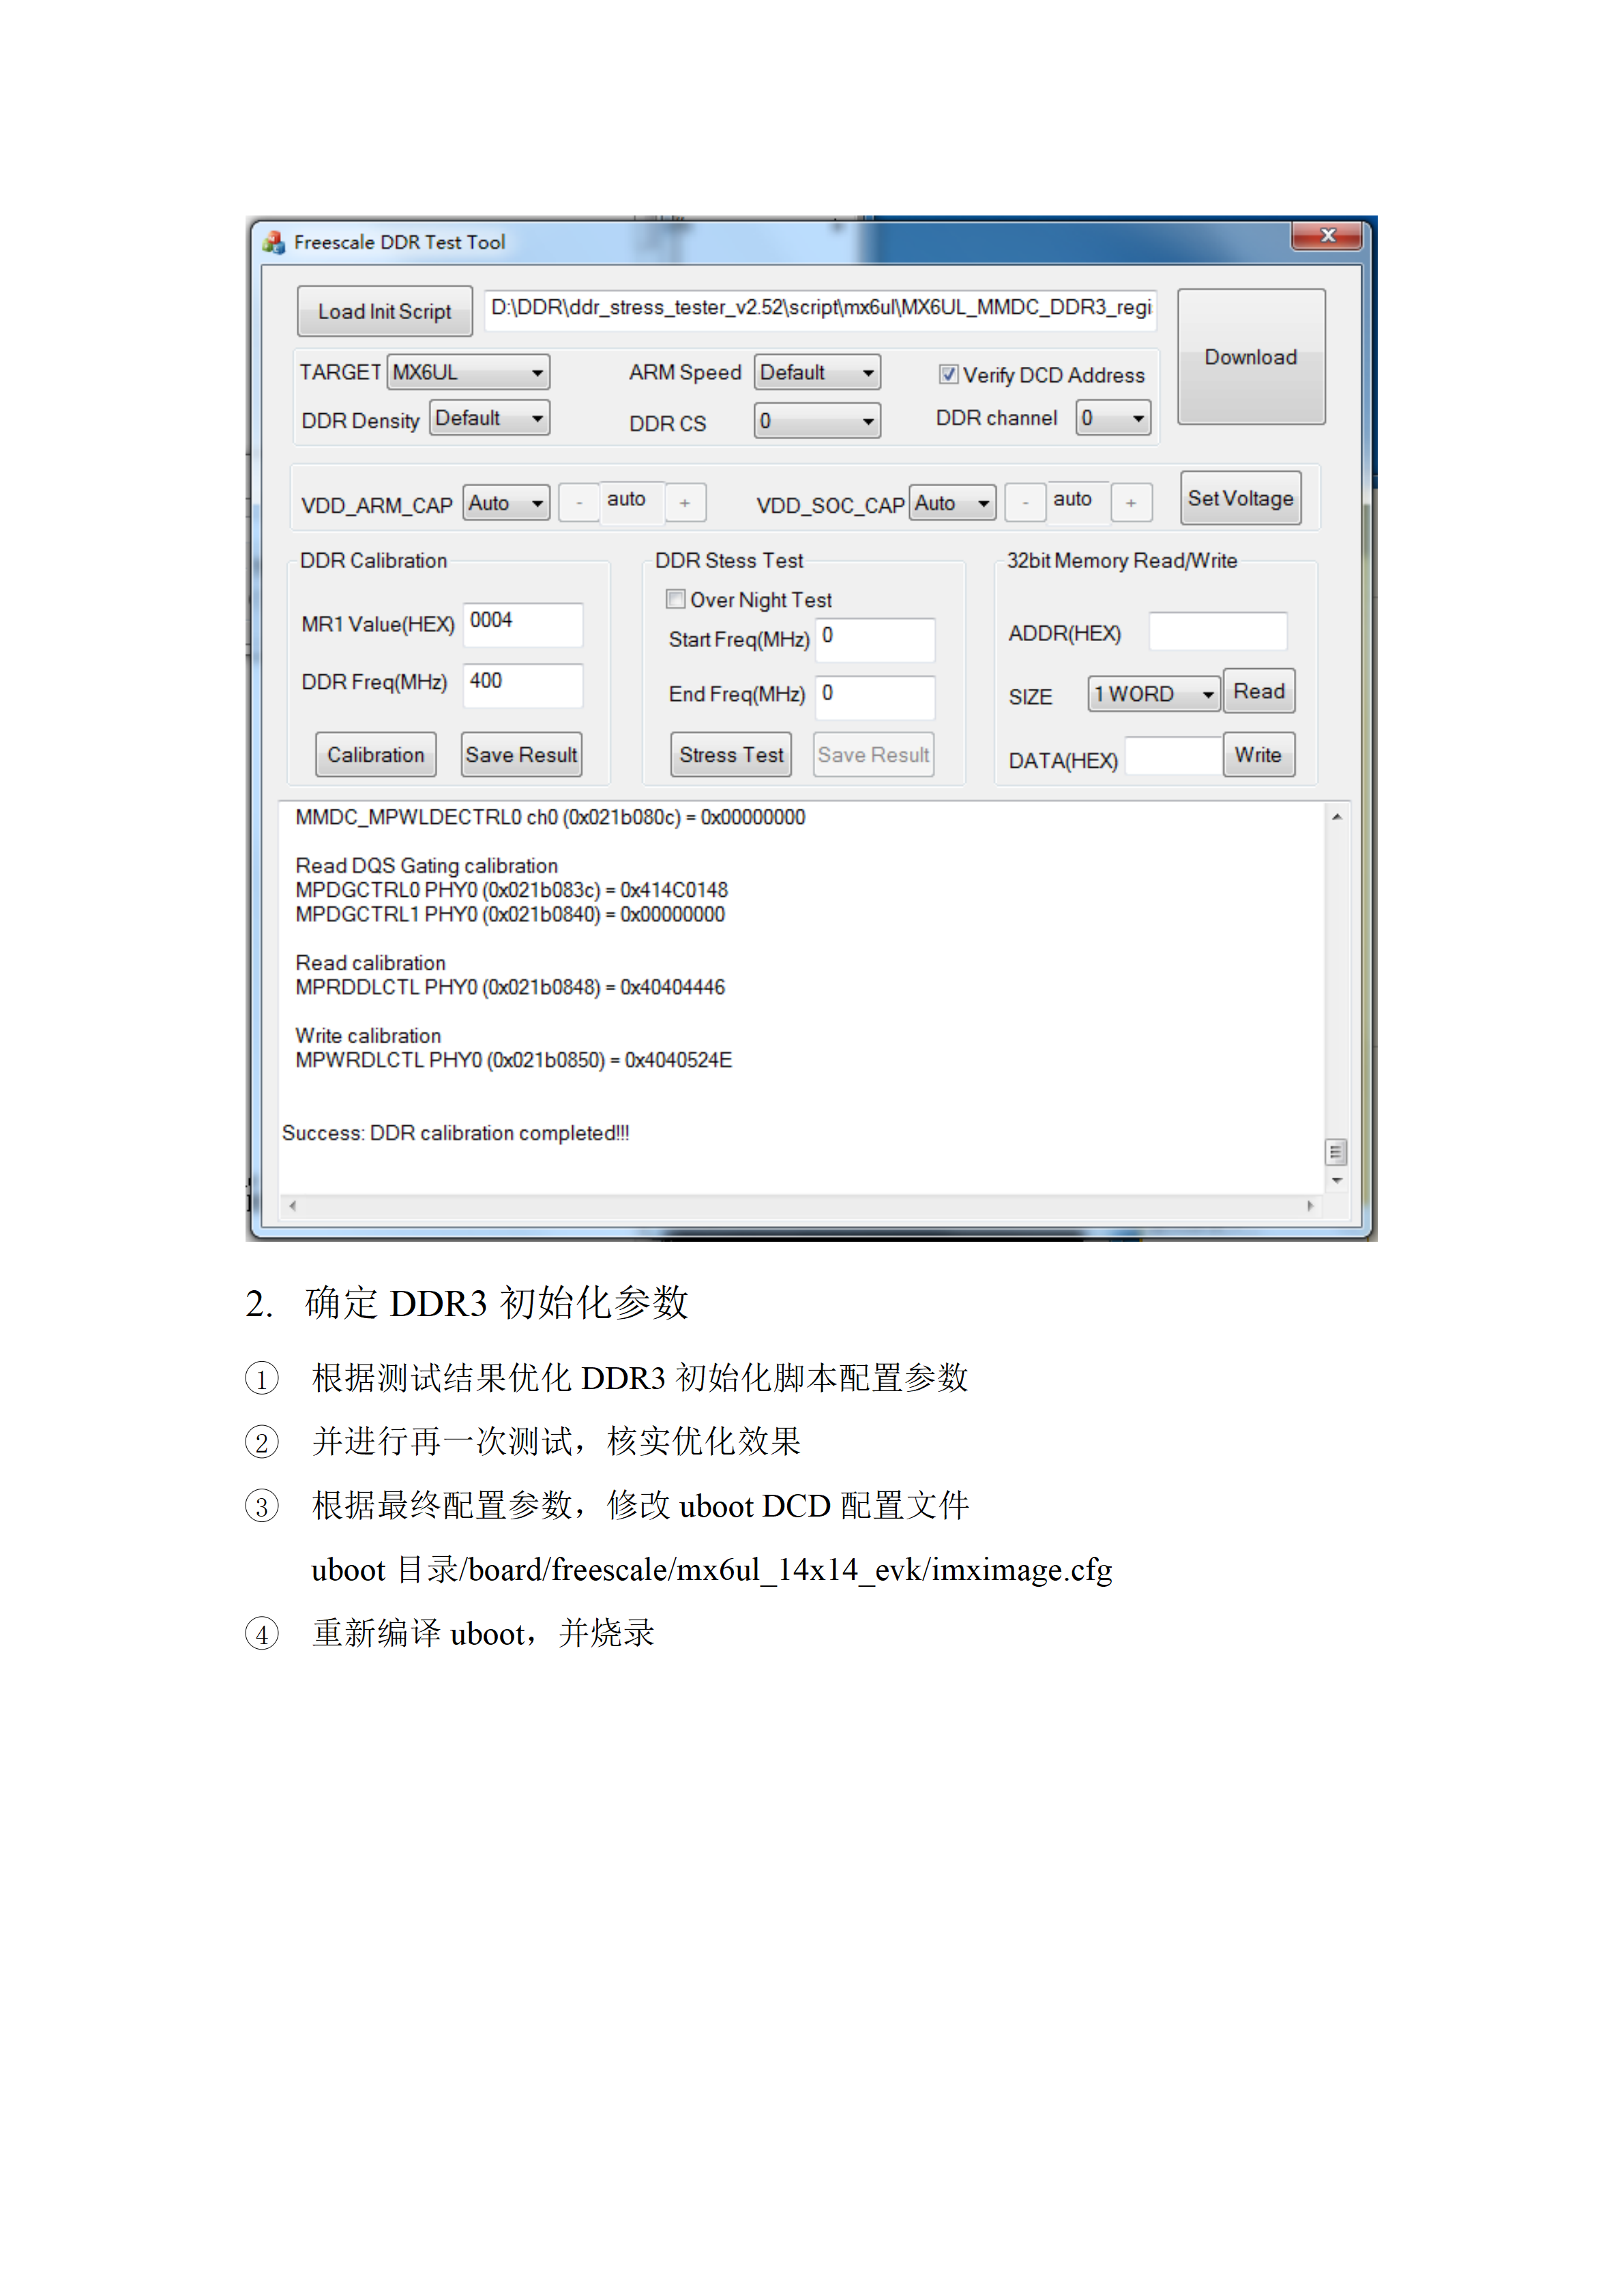 Freescale DDR Test Tool
Load Init Script D:\DDR\ddr_stress_tester_v2.52\script\mx6ul\MX6UL_MMDC_DDR3_regi
Download
TARGET MX6UL ARM Speed Default Verify DCD Address
DDR Density Default DDR CS 0 DDR channel 0
VDD_ARM_CAP Auto - auto + VDD_SOC_CAP Auto - auto + Set Voltage
DDR Calibration
MR1 Value(HEX) 0004
DDR Freq(MHz) 400
Calibration Save Result
DDR Stess Test
Over Night Test
Start Freq(MHz) 0
End Freq(MHz) 0
Stress Test Save Result
32bit Memory Read/Write
ADDR(HEX)
SIZE 1 WORD Read
DATA(HEX) Write
MMDC_MPWLDECTRL0 ch0 (0x021b080c) = 0x00000000
Read DQS Gating calibration
MPDGCTRL0 PHY0 (0x021b083c) = 0x414C0148
MPDGCTRL1 PHY0 (0x021b0840) = 0x00000000
Read calibration
MPRDDLCTL PHY0 (0x021b0848) = 0x40404446
Write calibration
MPWRDLCTL PHY0 (0x021b0850) = 0x4040524E
Success: DDR calibration completed!!!
2. 确定 DDR3 初始化参数
① 根据测试结果优化 DDR3 初始化脚本配置参数
② 并进行再一次测试，核实优化效果
③ 根据最终配置参数，修改 uboot DCD 配置文件
uboot 目录/board/freescale/mx6ul_14x14_evk/imximage.cfg
④ 重新编译 uboot，并烧录